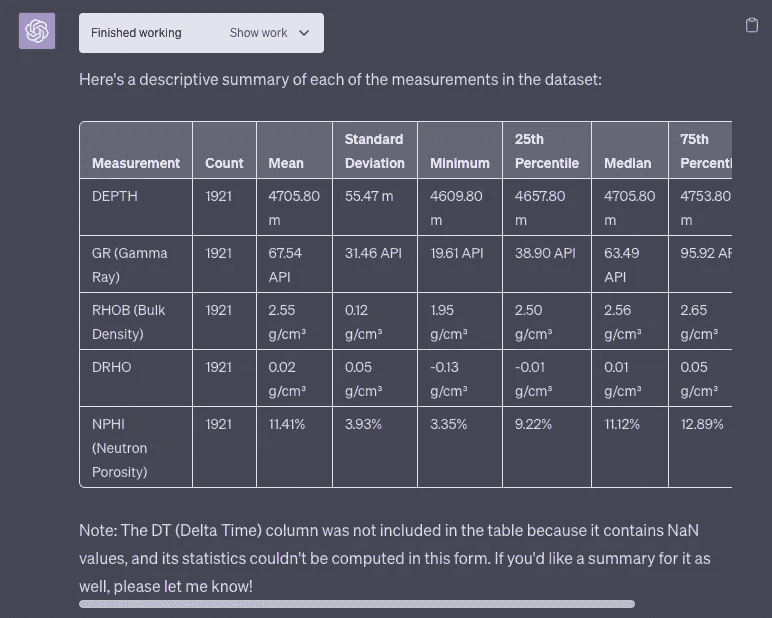 Finished working Show work
Here's a descriptive summary of each of the measurements in the dataset:
Standard 25th 75th
Measurement Count Mean Deviation Minimum Percentile Median Percenti
DEPTH 1921 4705.80 55.47 m 4609.80 4657.80 4705.80 4753.80
m m m m m
GR (Gamma 1921 67.54 31.46 API 19.61 API 38.90 API 63.49 95.92 AP
Ray) API API
RHOB (Bulk 1921 2.55 0.12 1.95 2.50 2.56 2.65
Density) g/cm³ g/cm³ g/cm³ g/cm³ g/cm³ g/cm³
DRHO 1921 0.02 0.05 -0.13 -0.01 0.01 0.05
g/cm³ g/cm³ g/cm³ g/cm³ g/cm³ g/cm³
NPHI 1921 11.41% 3.93% 3.35% 9.22% 11.12% 12.89%
(Neutron
Porosity)
Note: The DT (Delta Time) column was not included in the table because it contains NaN
values, and its statistics couldn't be computed in this form. If you'd like a summary for it as
well, please let me know!